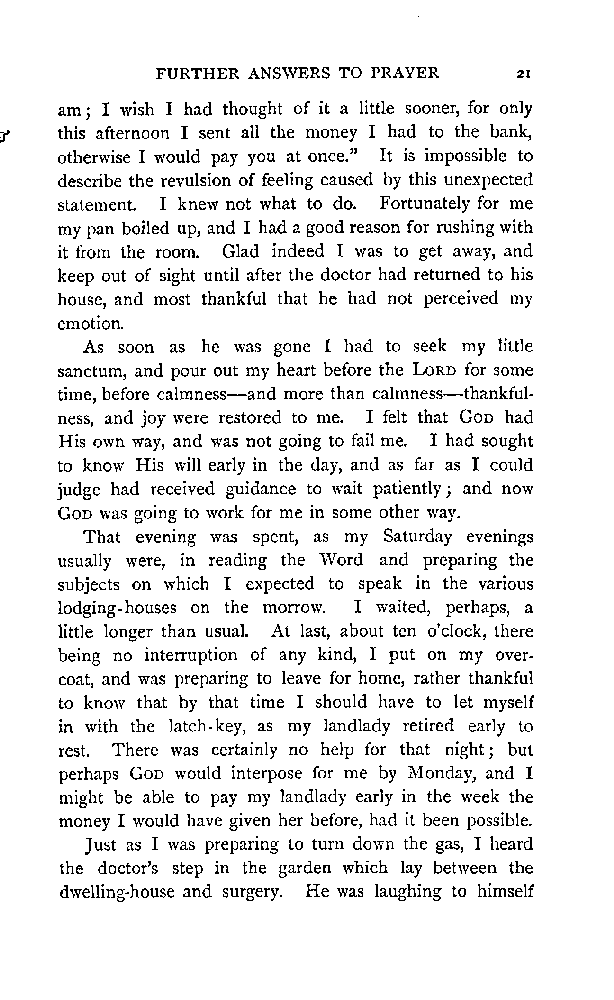 FURTHER ANSWERS TO PRAYER 21
am; I wish I had thought of it a little sooner, for only
this afternoon I sent all the money I had to the bank,
otherwise I would pay you at once." It is impossible to
describe the revulsion of feeling caused by this unexpected
statement. I knew not what to do. Fortunately for me
my pan boiled up, and I had a good reason for rushing with
it from the room. Glad indeed I was to get away, and
keep out of sight until after the doctor had returned to his
house, and most thankful that he had not perceived my
emotion.
As soon as he was gone I had to seek my little
sanctum, and pour out my heart before the LORD for some
time, before calmness—and more than calmness—thankful-
ness, and joy were restored to me. I felt that GOD had
His own way, and was not going to fail me. I had sought
to know His will early in the day, and as far as I could
judge had received guidance to wait patiently; and now
GOD was going to work for me in some other way.
That evening was spent, as my Saturday evenings
usually were, in reading the Word and preparing the
subjects on which I expected to speak in the various
lodging-houses on the morrow. I waited, perhaps, a
little longer than usual. At last, about ten o'clock, there
being no interruption of any kind, I put on my over-
coat, and was preparing to leave for home, rather thankful
to know that by that time I should have to let myself
in with the latch-key, as my landlady retired early to
rest. There was certainly no help for that night; but
perhaps GOD would interpose for me by Monday, and I
might be able to pay my landlady early in the week the
money I would have given her before, had it been possible.
Just as I was preparing to turn down the gas, I heard
the doctor's step in the garden which lay between the
dwelling-house and surgery. He was laughing to himself